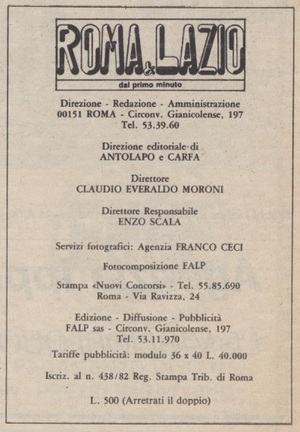 ROMA & LAZIO
dal primo minuto
Direzione - Redazione - Amministrazione
00151 ROMA - Circonv. Gianicolense, 197
Tel. 53.39.60
Direzione editoriale di
ANTOLAPO e CARFA
Direttore
CLAUDIO EVERALDO MORONI
Direttore Responsabile
ENZO SCALA
Servizi fotografici: Agenzia FRANCO CECI
Fotocomposizione FALP
Stampa «Nuovi Concorsi» - Tel. 55.85.690
Roma - Via Ravizza, 24
Edizione - Diffusione - Pubblicità
FALP sas - Circonv. Gianicolense, 197
Tel. 53.11.970
Tariffe pubblicità: modulo 36 x 40 L. 40.000
Iscriz. al n. 438/82 Reg. Stampa Trib. di Roma
L. 500 (Arretrati il doppio)